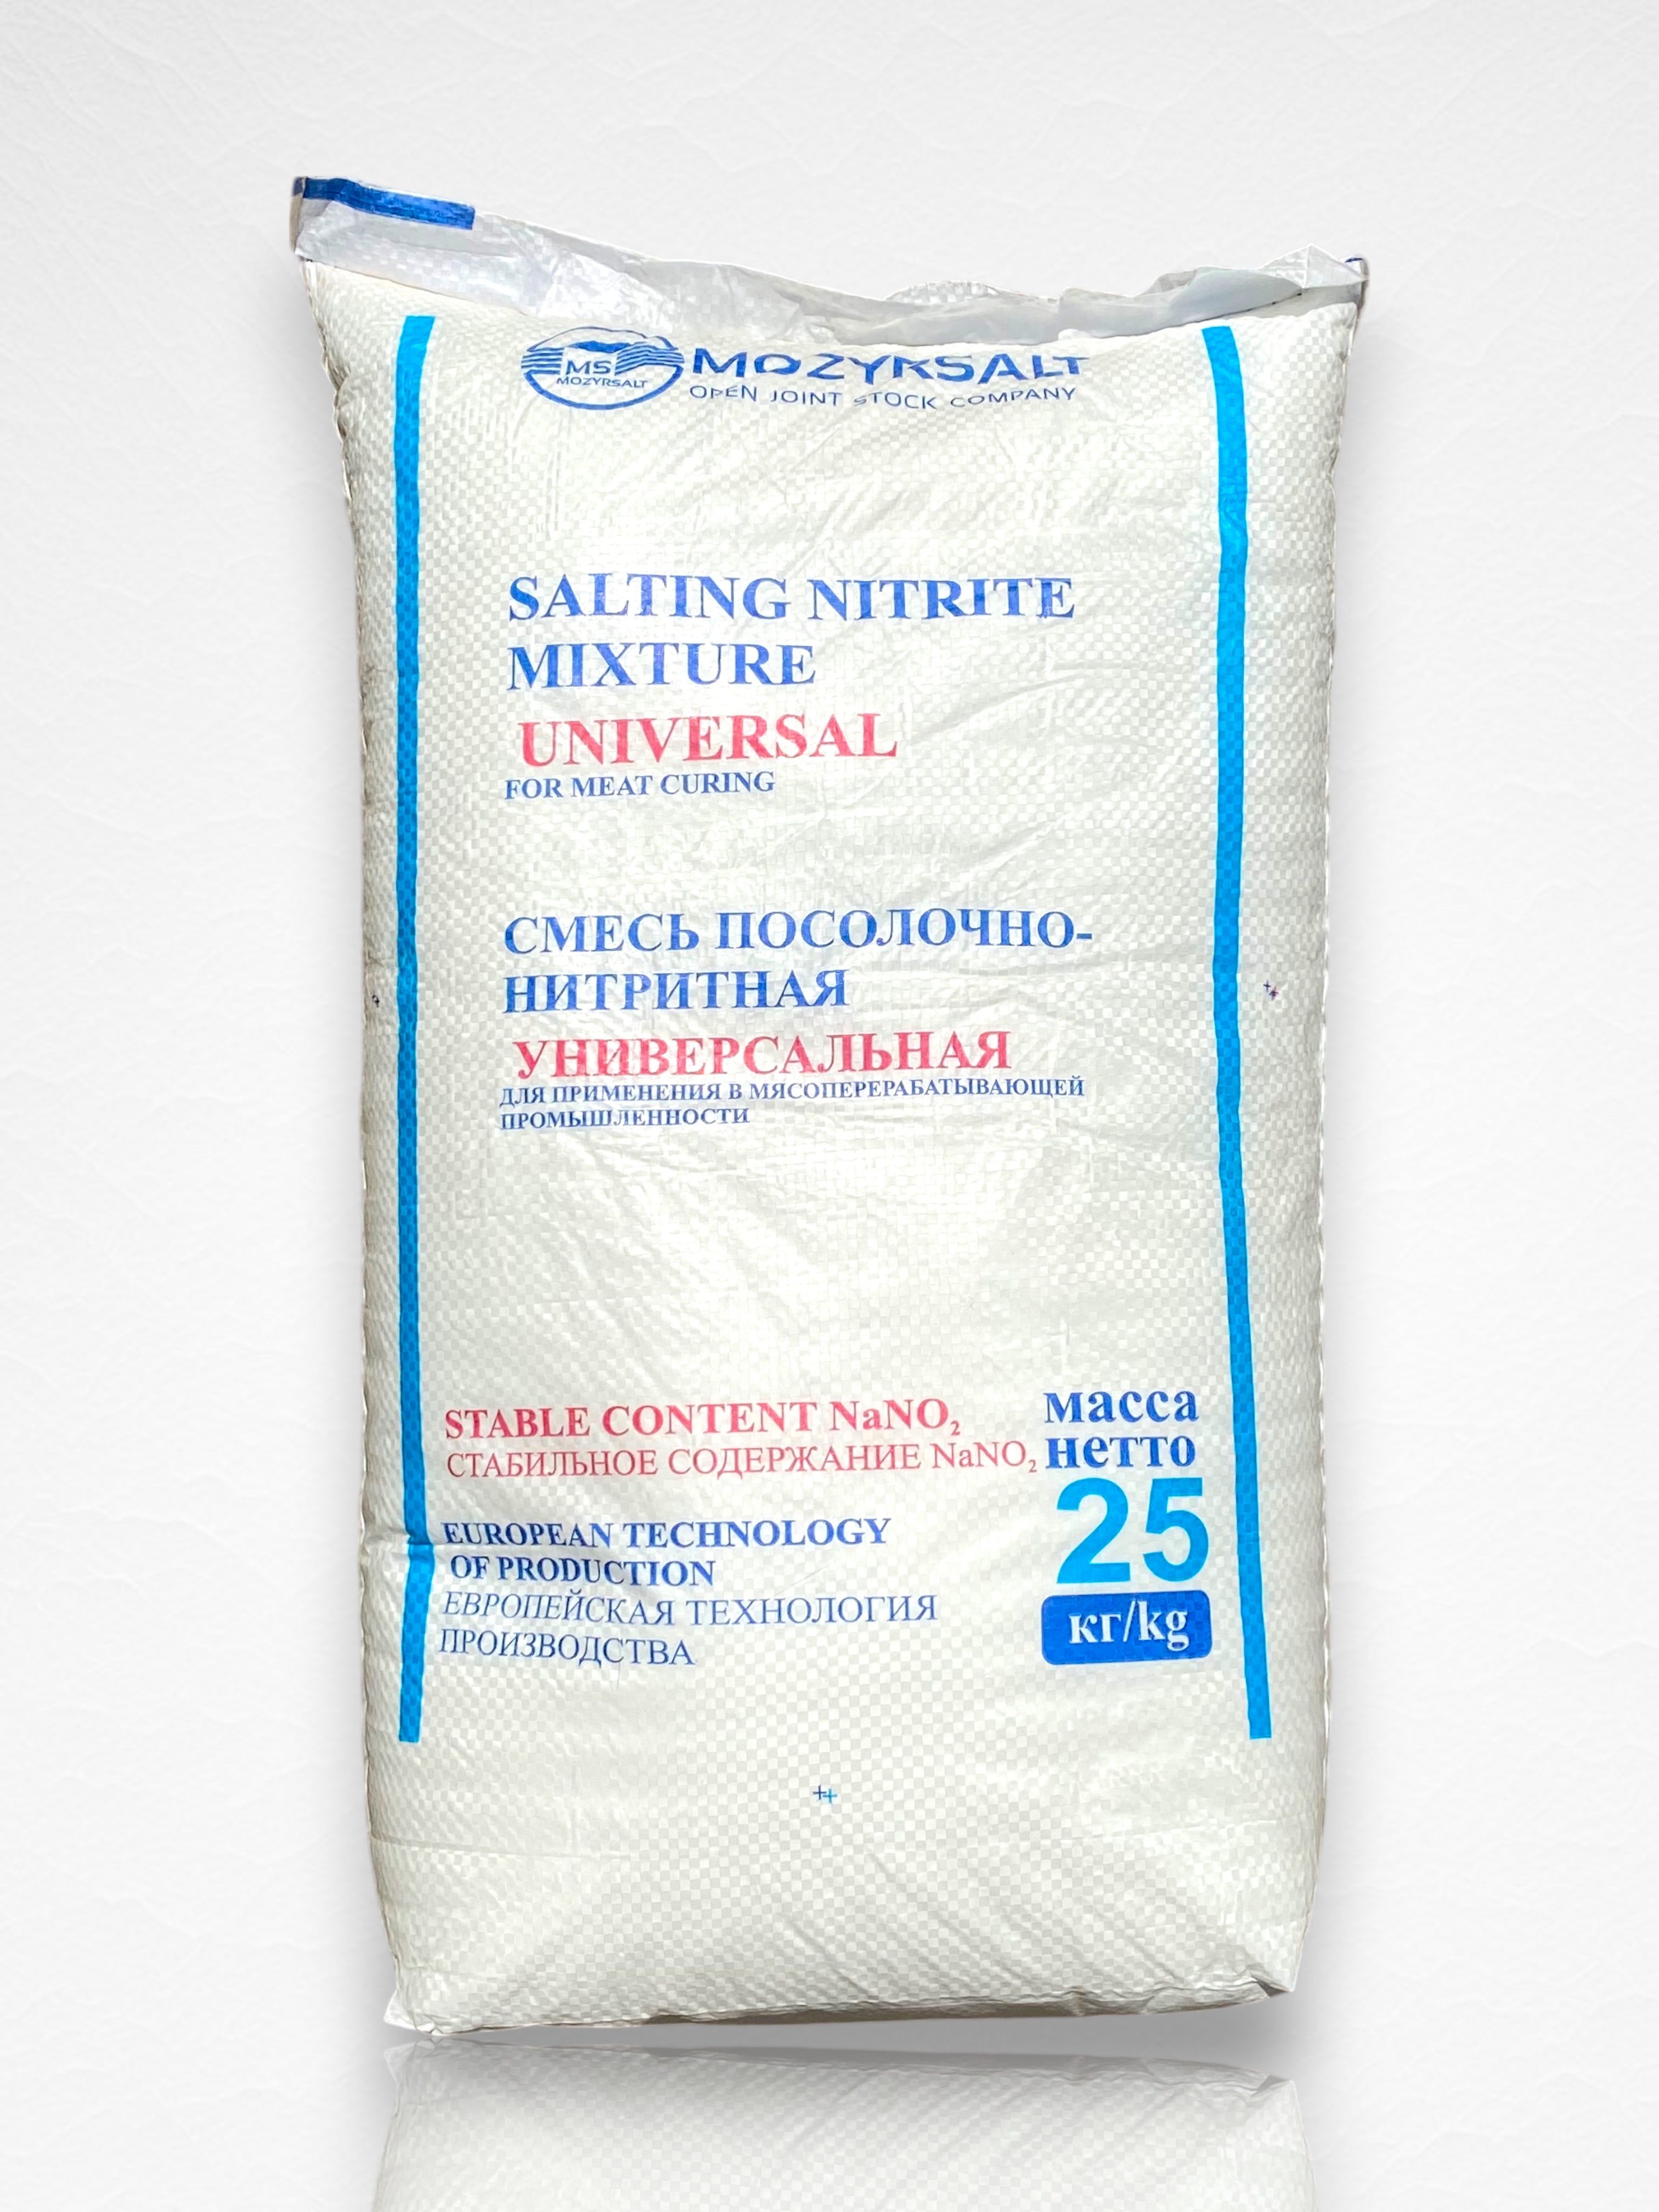 MS
MOZYRSALT
MOZYRSALT
OPEN JOINT STOCK COMPANY
SALTING NITRITE
MIXTURE
UNIVERSAL
FOR MEAT CURING
СМЕСЬ ПОСОЛОЧНО-
НИТРИТНАЯ
УНИВЕРСАЛЬНАЯ
ДЛЯ ПРИМЕНЕНИЯ В МЯСОПЕРЕРАБАТЫВАЮЩЕЙ
ПРОМЫШЛЕННОСТИ
STABLE CONTENT NaNO₂
СТАБИЛЬНОЕ СОДЕРЖАНИЕ NaNO₂
EUROPEAN TECHNOLOGY
OF PRODUCTION
ЕВРОПЕЙСКАЯ ТЕХНОЛОГИЯ
ПРОИЗВОДСТВА
масса
нетто
25
кг/kg